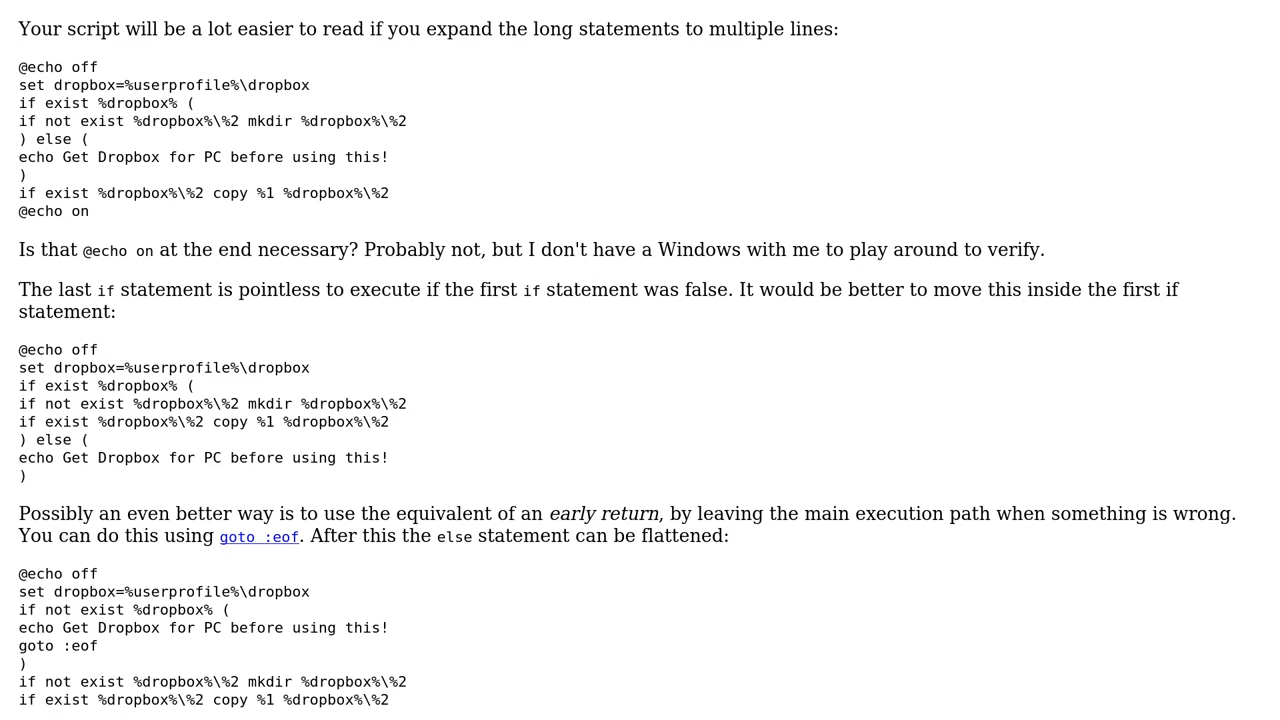 Your script will be a lot easier to read if you expand the long statements to multiple lines:
@echo off
set dropbox=%userprofile%\dropbox
if exist %dropbox% (
if not exist %dropbox%\%2 mkdir %dropbox%\%2
) else (
echo Get Dropbox for PC before using this!
)
if exist %dropbox%\%2 copy %1 %dropbox%\%2
@echo on
Is that @echo on at the end necessary? Probably not, but I don't have a Windows with me to play around to verify.
The last if statement is pointless to execute if the first if statement was false. It would be better to move this inside the first if
statement:
@echo off
set dropbox=%userprofile%\dropbox
if exist %dropbox% (
if not exist %dropbox%\%2 mkdir %dropbox%\%2
if exist %dropbox%\%2 copy %1 %dropbox%\%2
) else (
echo Get Dropbox for PC before using this!
)
Possibly an even better way is to use the equivalent of an early return, by leaving the main execution path when something is wrong.
You can do this using goto :eof. After this the else statement can be flattened:
@echo off
set dropbox=%userprofile%\dropbox
if not exist %dropbox% (
echo Get Dropbox for PC before using this!
goto :eof
)
if not exist %dropbox%\%2 mkdir %dropbox%\%2
if exist %dropbox%\%2 copy %1 %dropbox%\%2